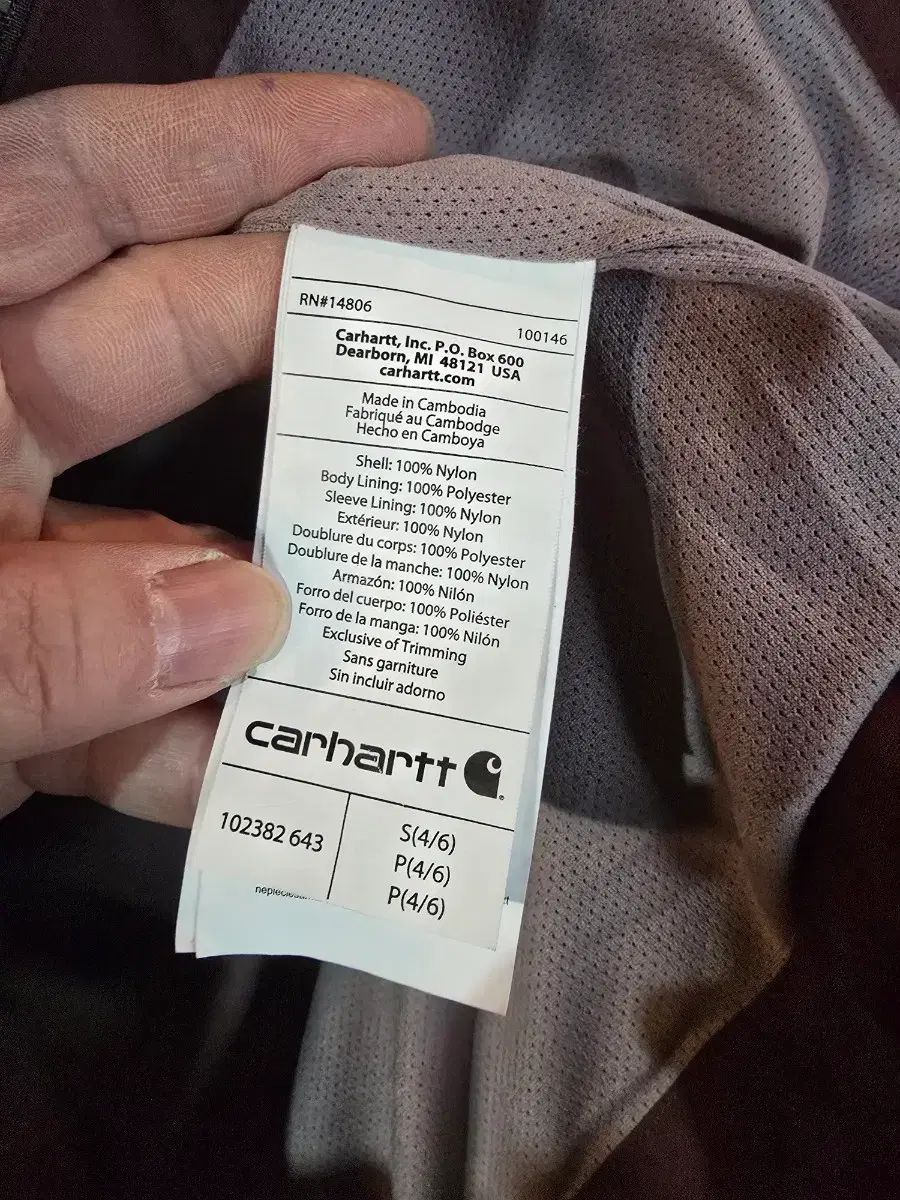 RN#14806
100146
Carhartt, Inc. P.O. Box 600
Dearborn, MI 48121 USA
carhartt.com
Made in Cambodia
Fabriqué au Cambodge
Hecho en Camboya
Shell: 100% Nylon
Body Lining: 100% Polyester
Sleeve Lining: 100% Nylon
Extérieur: 100% Nylon
Doublure du corps: 100% Polyester
Doublure de la manche: 100% Nylon
Armazón: 100% Nilón
Forro del cuerpo: 100% Poliéster
Forro de la manga: 100% Nilón
Exclusive of Trimming
Sans garniture
Sin incluir adorno
carhartt
102382 643
S(4/6)
P(4/6)
P(4/6)